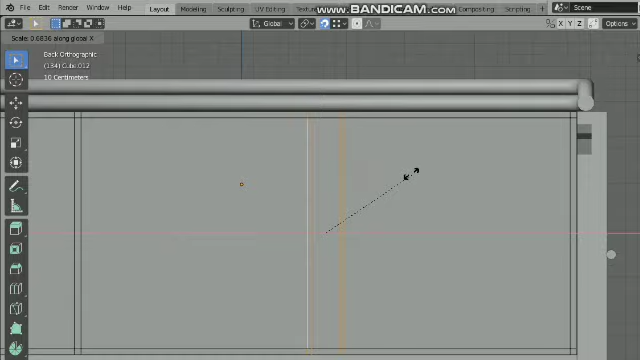 File Edit Render Window Help Layout Modeling Sculpting UV Editing Textur www.BANDICAM.com Compositing Scripting Scene
Global Options
X Y Z
Scale: 0.6836 along global X
Back Orthographic
(134) Cube.012
10 Centimeters